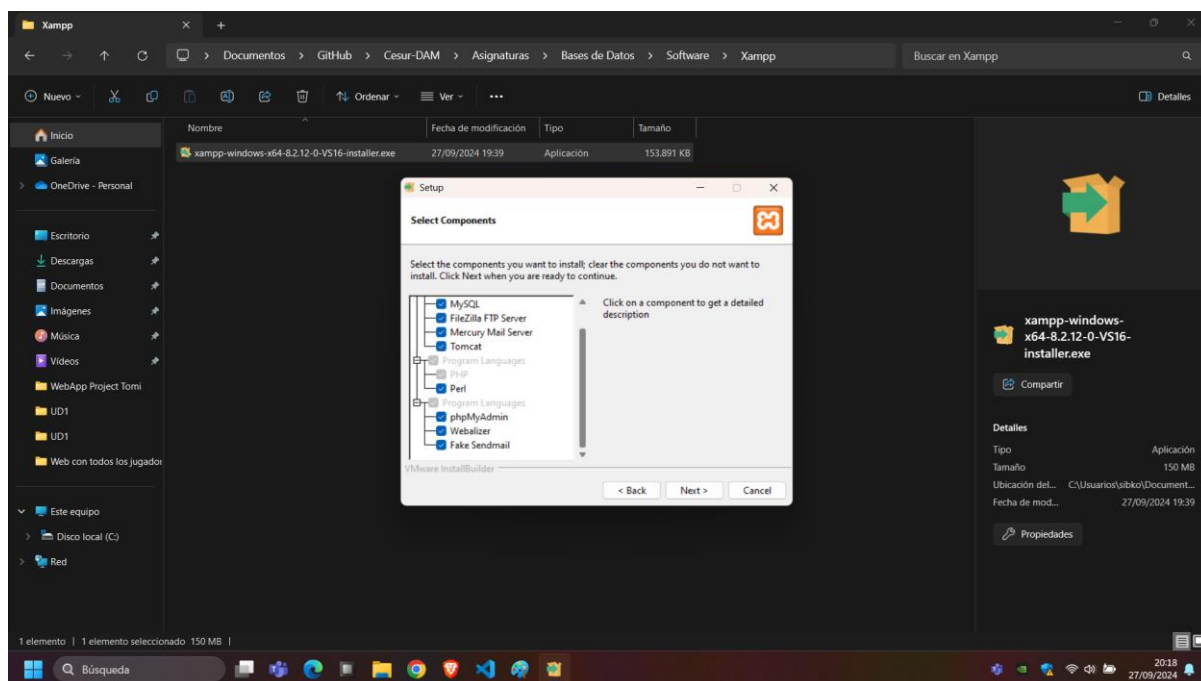 Xampp
Documentos > GitHub > Cesur-DAM > Asignaturas > Bases de Datos > Software > Xampp
Buscar en Xampp
Nuevo
Ordenar
Ver
Detalles
Inicio
Galería
OneDrive - Personal
Escritorio
Descargas
Documentos
Imágenes
Música
Vídeos
WebApp Project Tomi
UD1
UD1
Web con todos los jugador
Este equipo
Disco local (C:)
Red
Nombre
Fecha de modificación
Tipo
Tamaño
xampp-windows-x64-8.2.12-0-VS16-installer.exe
27/09/2024 19:39
Aplicación
153.891 KB
Setup
Select Components
Select the components you want to install; clear the components you do not want to
install. Click Next when you are ready to continue.
MySQL
FileZilla FTP Server
Mercury Mail Server
Tomcat
Program Languages
PHP
Perl
Program Languages
phpMyAdmin
Webalizer
Fake Sendmail
Click on a component to get a detailed
description
VMware InstallBuilder
< Back
Next >
Cancel
xampp-windows-
x64-8.2.12-0-VS16-
installer.exe
Compartir
Detalles
Tipo Aplicación
Tamaño 150 MB
Ubicación del... C:\Usuarios\sibko\Document...
Fecha de mod... 27/09/2024 19:39
Propiedades
1 elemento | 1 elemento seleccionado 150 MB |
Búsqueda
20:18
27/09/2024